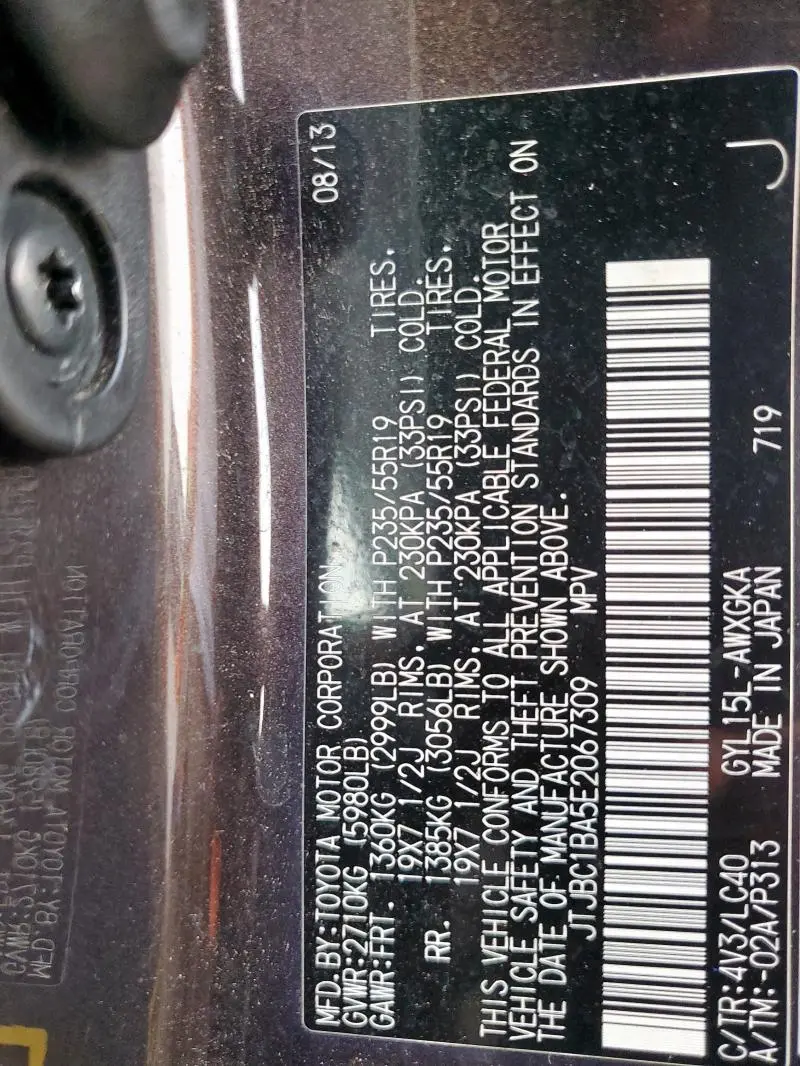 MFD.BY:TOYOTA MOTOR CORPORATION 08/13
GVWR:2710KG (5980LB)
GAWR:FRT. 1360KG (2999LB) WITH P235/55R19 TIRES.
19X7 1/2J RIMS, AT 230KPA (33PSI) COLD.
RR. 1385KG (3056LB) WITH P235/55R19 TIRES.
19X7 1/2J RIMS, AT 230KPA (33PSI) COLD.
THIS VEHICLE CONFORMS TO ALL APPLICABLE FEDERAL MOTOR
VEHICLE SAFETY AND THEFT PREVENTION STANDARDS IN EFFECT ON
THE DATE OF MANUFACTURE SHOWN ABOVE.
JTJBC1BA5E2067309 MPV
C/TR:4V3/LC40 GYL15L-AWXGKA J
A/TM:-02A/P313 MADE IN JAPAN 719